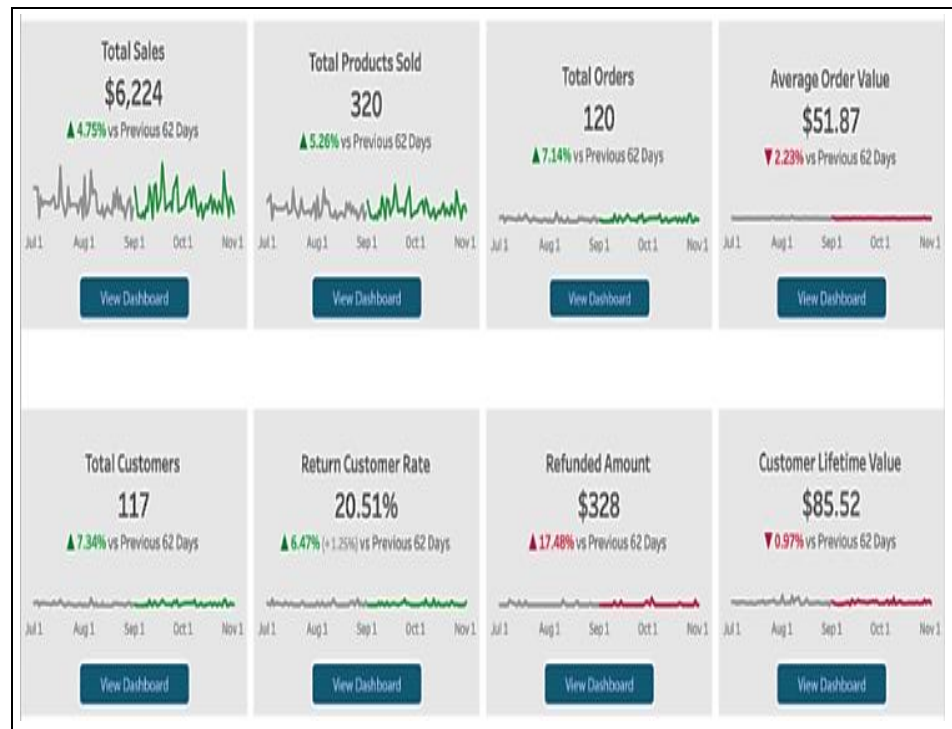 Total Sales
$6,224
▲4.75% vs Previous 62 Days
Jul 1 Aug 1 Sep 1 Oct 1 Nov 1
View Dashboard
Total Products Sold
320
▲5.26% vs Previous 62 Days
Jul 1 Aug 1 Sep 1 Oct 1 Nov 1
View Dashboard
Total Orders
120
▲7.14% vs Previous 62 Days
Jul 1 Aug 1 Sep 1 Oct 1 Nov 1
View Dashboard
Average Order Value
$51.87
▼2.23% vs Previous 62 Days
Jul 1 Aug 1 Sep 1 Oct 1 Nov 1
View Dashboard
Total Customers
117
▲7.34% vs Previous 62 Days
Jul 1 Aug 1 Sep 1 Oct 1 Nov 1
View Dashboard
Return Customer Rate
20.51%
▲6.47% (+1.25%) vs Previous 62 Days
Jul 1 Aug 1 Sep 1 Oct 1 Nov 1
View Dashboard
Refunded Amount
$328
▲17.48% vs Previous 62 Days
Jul 1 Aug 1 Sep 1 Oct 1 Nov 1
View Dashboard
Customer Lifetime Value
$85.52
▼0.97% vs Previous 62 Days
Jul 1 Aug 1 Sep 1 Oct 1 Nov 1
View Dashboard